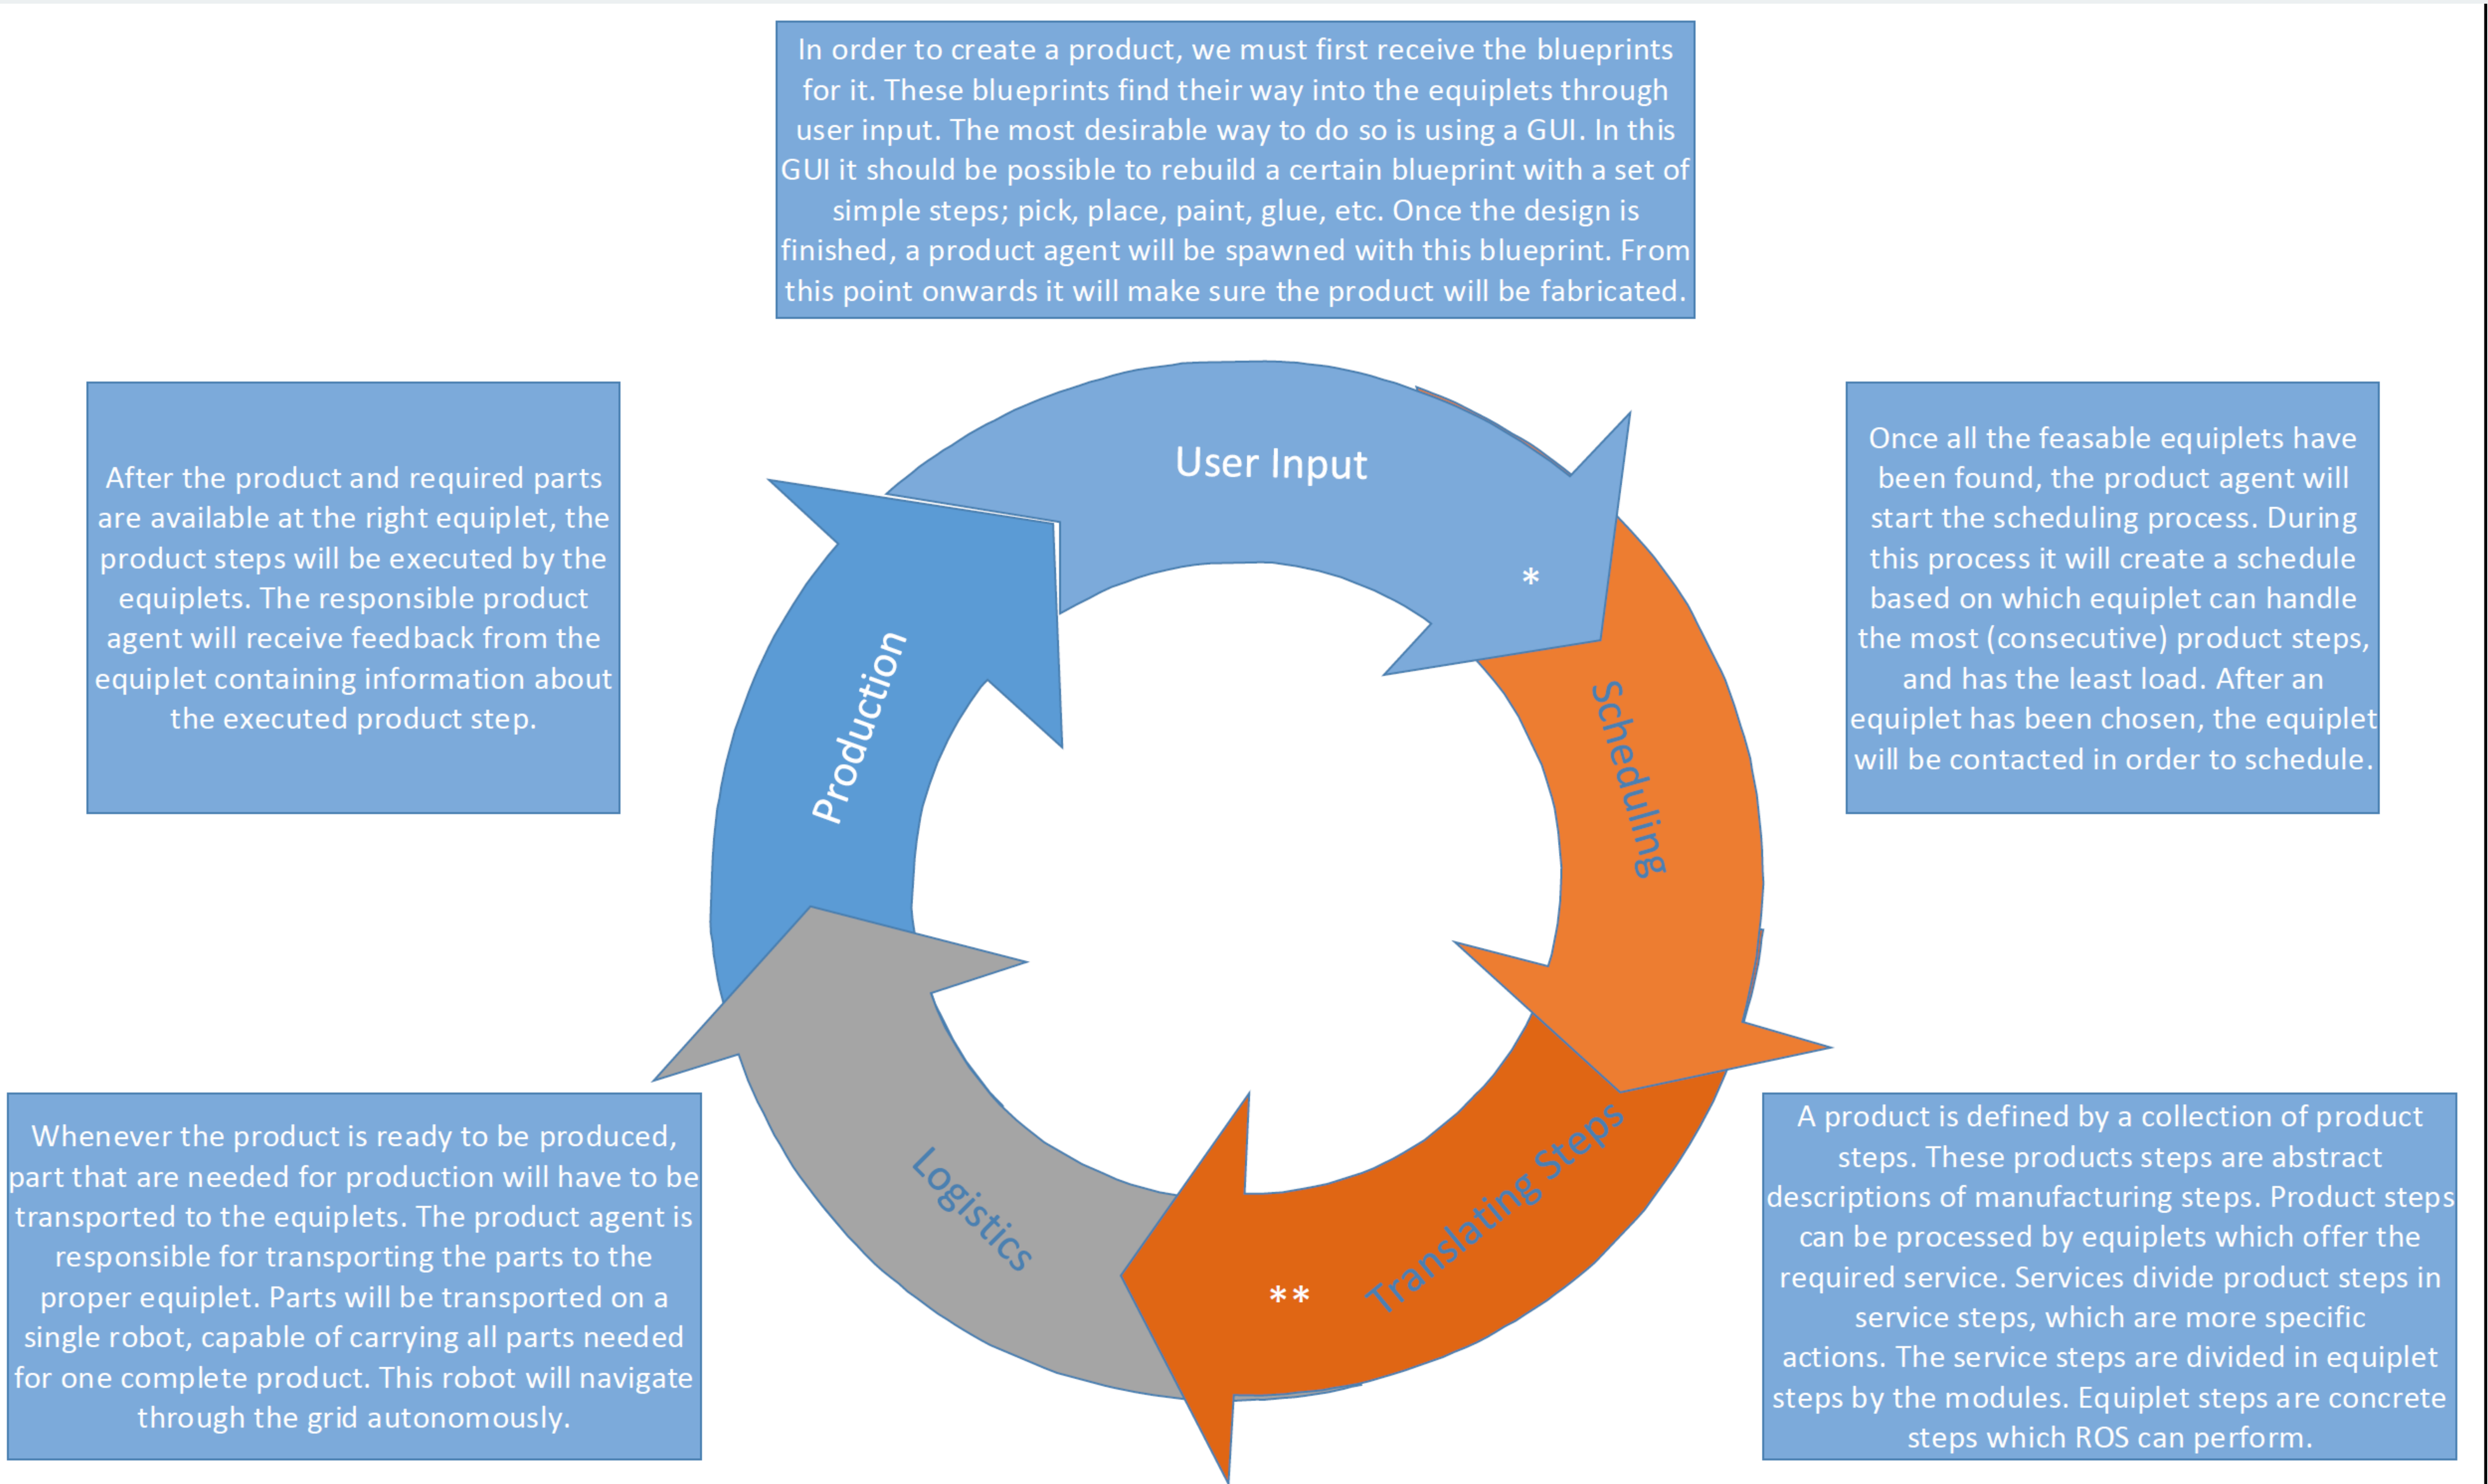 In order to create a product, we must first receive the blueprints
for it. These blueprints find their way into the equiplets through
user input. The most desirable way to do so is using a GUI. In this
GUI it should be possible to rebuild a certain blueprint with a set of
simple steps; pick, place, paint, glue, etc. Once the design is
finished, a product agent will be spawned with this blueprint. From
this point onwards it will make sure the product will be fabricated.
User Input
*
Once all the feasable equiplets have
been found, the product agent will
start the scheduling process. During
this process it will create a schedule
based on which equiplet can handle
the most (consecutive) product steps,
and has the least load. After an
equiplet has been chosen, the equiplet
will be contacted in order to schedule.
Scheduling
A product is defined by a collection of product
steps. These products steps are abstract
descriptions of manufacturing steps. Product steps
can be processed by equiplets which offer the
required service. Services divide product steps in
service steps, which are more specific
actions. The service steps are divided in equiplet
steps by the modules. Equiplet steps are concrete
steps which ROS can perform.
Translating Steps
**
Whenever the product is ready to be produced,
part that are needed for production will have to be
transported to the equiplets. The product agent is
responsible for transporting the parts to the
proper equiplet. Parts will be transported on a
single robot, capable of carrying all parts needed
for one complete product. This robot will navigate
through the grid autonomously.
Logistics
After the product and required parts
are available at the right equiplet, the
product steps will be executed by the
equiplets. The responsible product
agent will receive feedback from the
equiplet containing information about
the executed product step.
Production